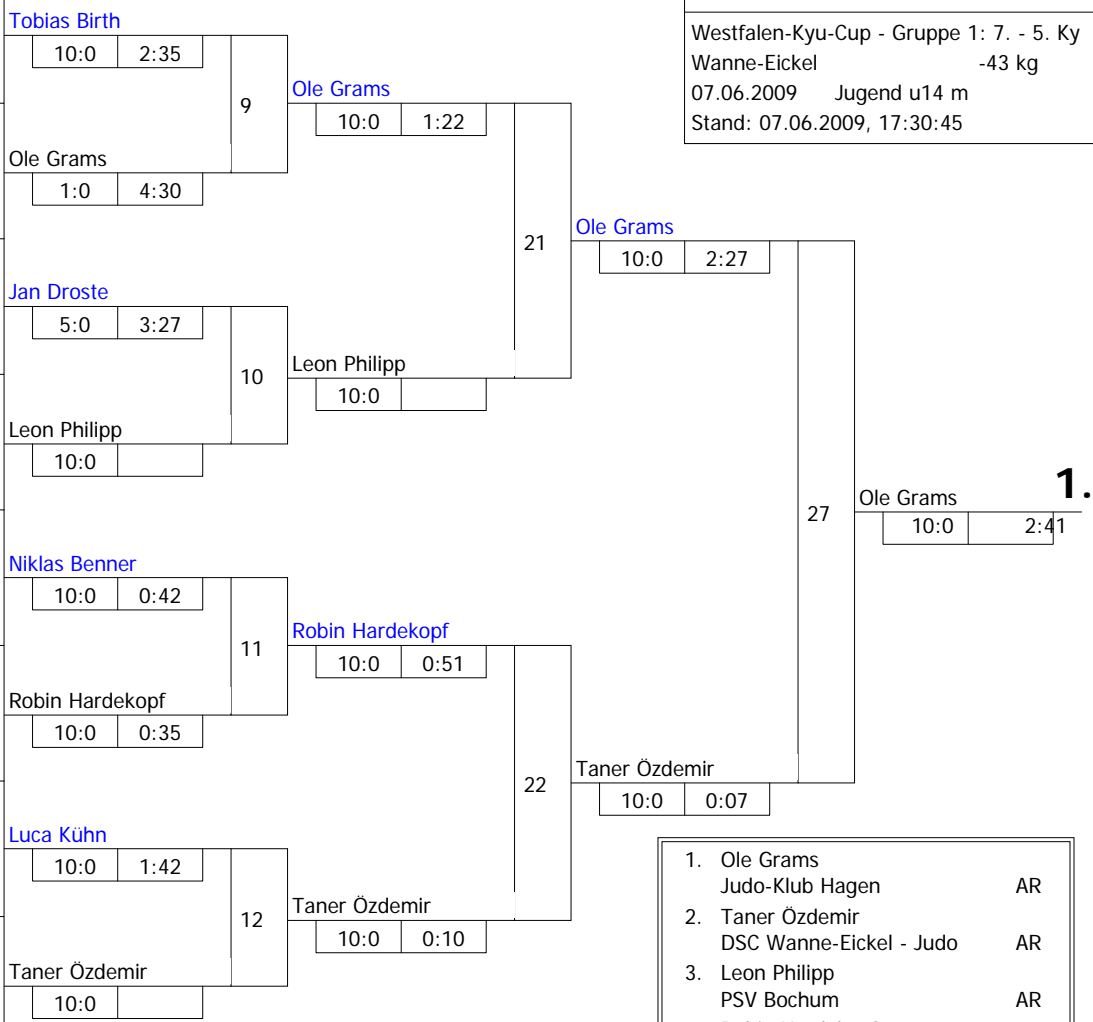 Westfalen-Kyu-Cup - Gruppe 1: 7. - 5. Ky
Wanne-Eickel -43 kg
07.06.2009 Jugend u14 m
Stand: 07.06.2009, 17:30:45
Tobias Birth
10:0 2:35
9
Ole Grams
1:0 4:30
Jan Droste
5:0 3:27
10
Leon Philipp
10:0
Niklas Benner
10:0 0:42
11
Robin Hardekopf
10:0 0:35
Luca Kühn
10:0 1:42
12
Taner Özdemir
10:0
Ole Grams
10:0 1:22
21
Leon Philipp
10:0
Robin Hardekopf
10:0 0:51
22
Taner Özdemir
10:0 0:10
Ole Grams
10:0 2:27
27
Taner Özdemir
10:0 0:07
Ole Grams 1.
10:0 2:41
1. Ole Grams
Judo-Klub Hagen AR
2. Taner Özdemir
DSC Wanne-Eickel - Judo AR
3. Leon Philipp
PSV Bochum AR